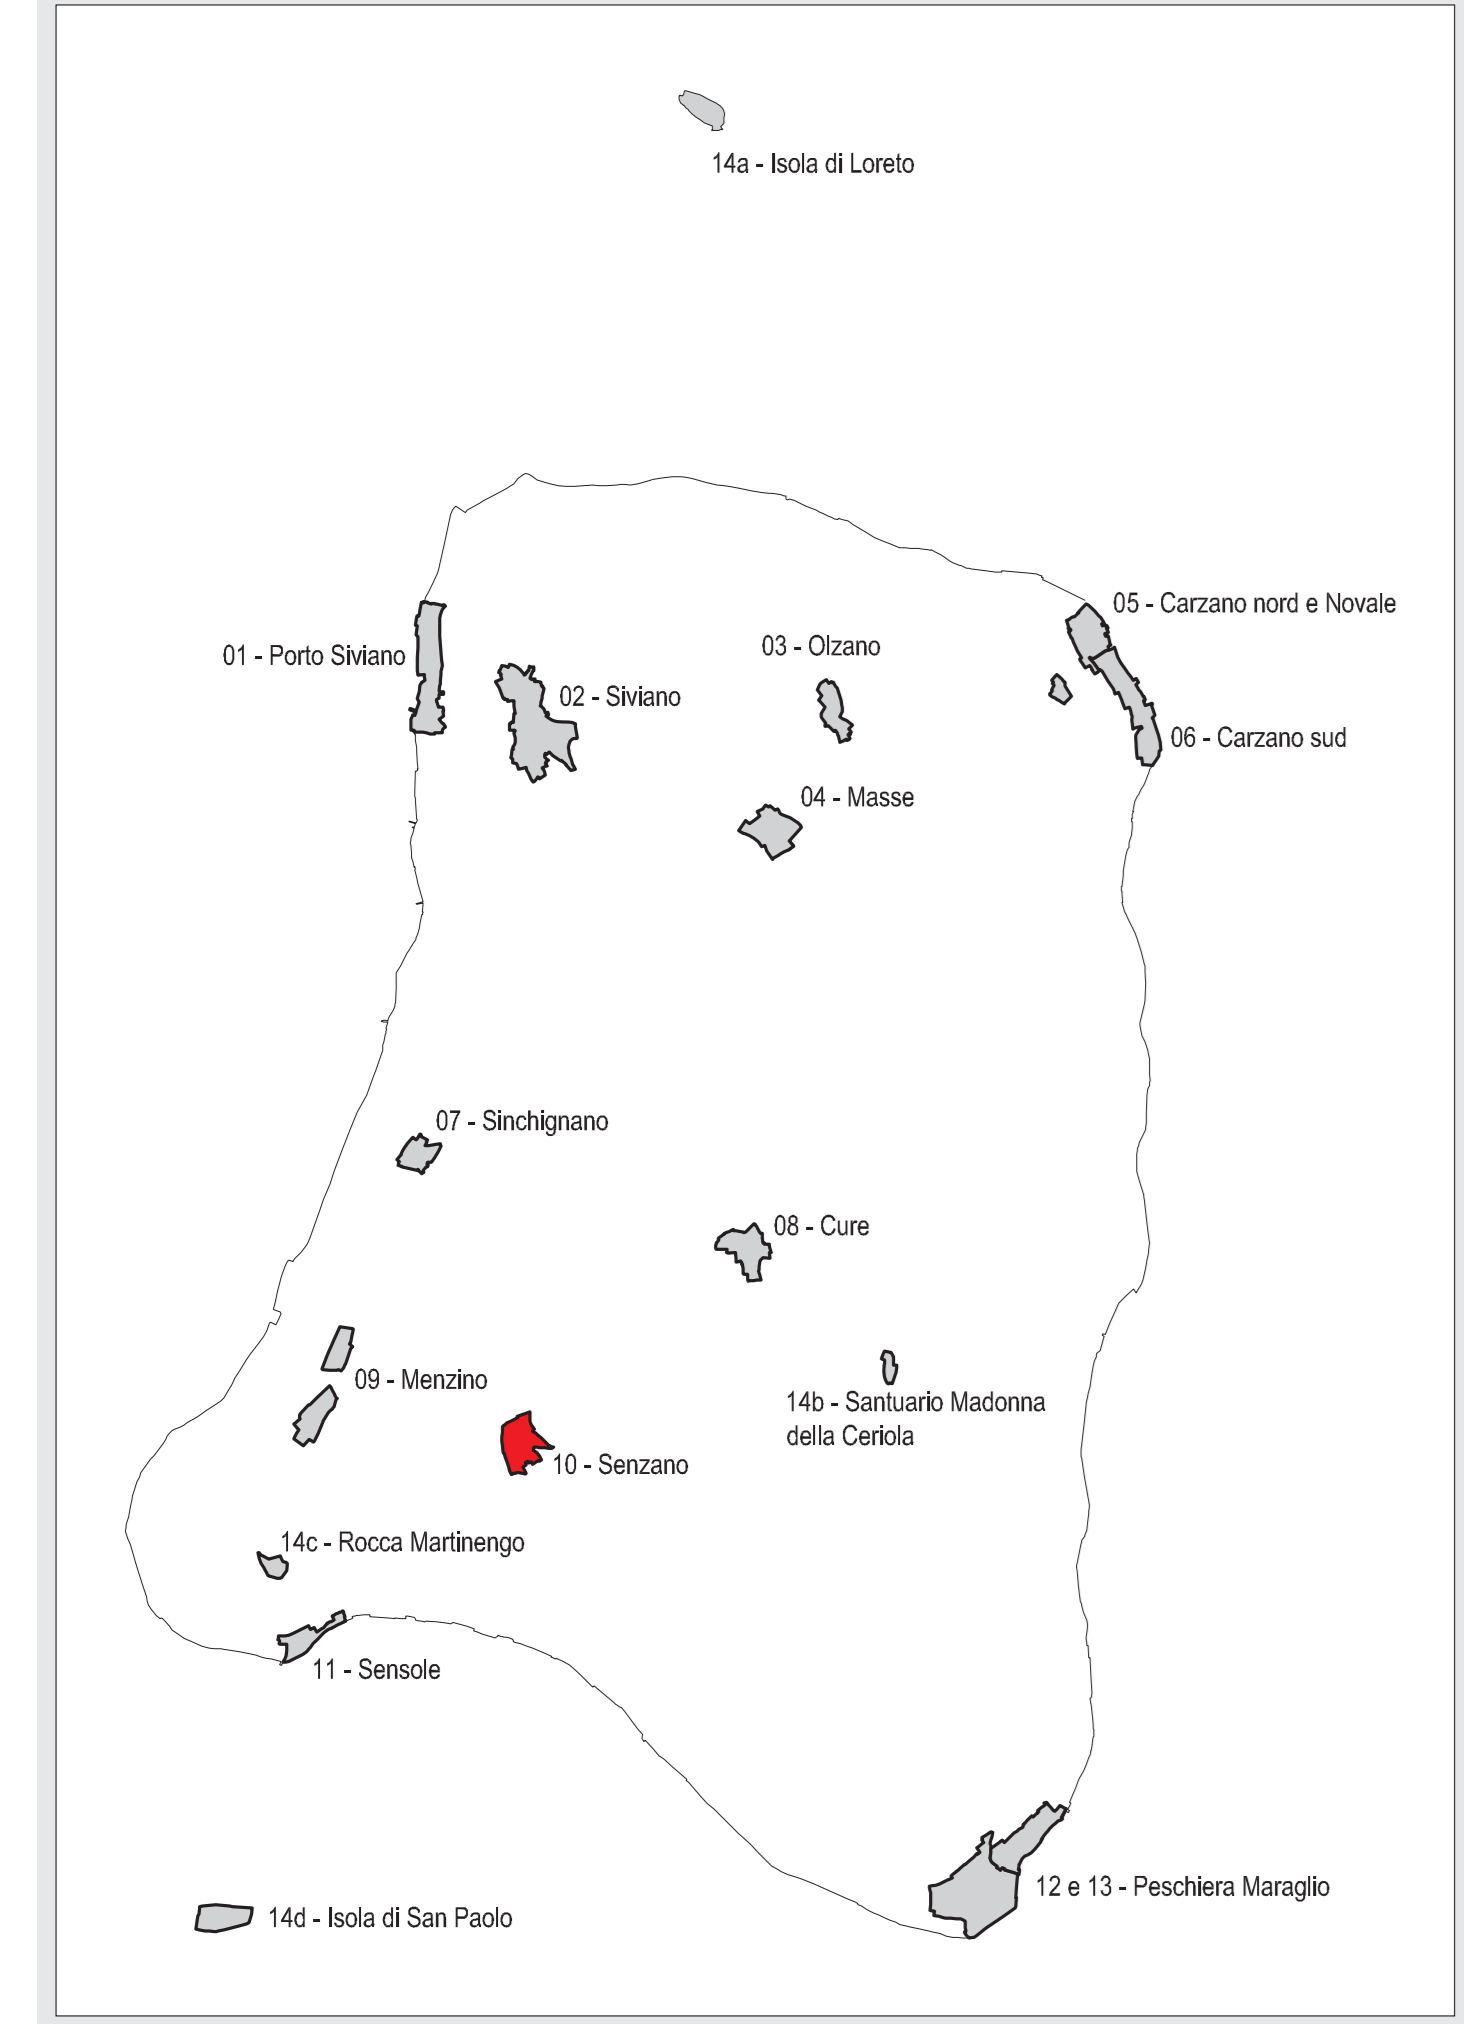 14a - Isola di Loreto
05 - Carzano nord e Novale
03 - Olzano
01 - Porto Siviano
02 - Siviano
06 - Carzano sud
04 - Masse
07 - Sinchignano
08 - Cure
09 - Menzino
14b - Santuario Madonna
della Ceriola
10 - Senzano
14c - Rocca Martinengo
11 - Sensole
12 e 13 - Peschiera Maraglio
14d - Isola di San Paolo